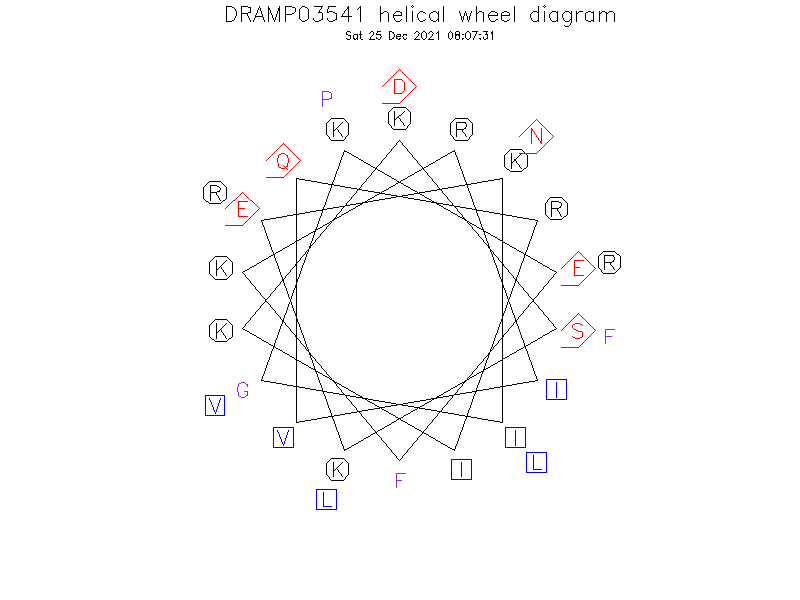 DRAMP03541 helical wheel diagram
Sat 25 Dec 2021 08:07:31
D
P
K
K
R
N
Q
K
R
E
R
K
E
R
K
S
F
G
I
V
V
I
L
K
I
F
L